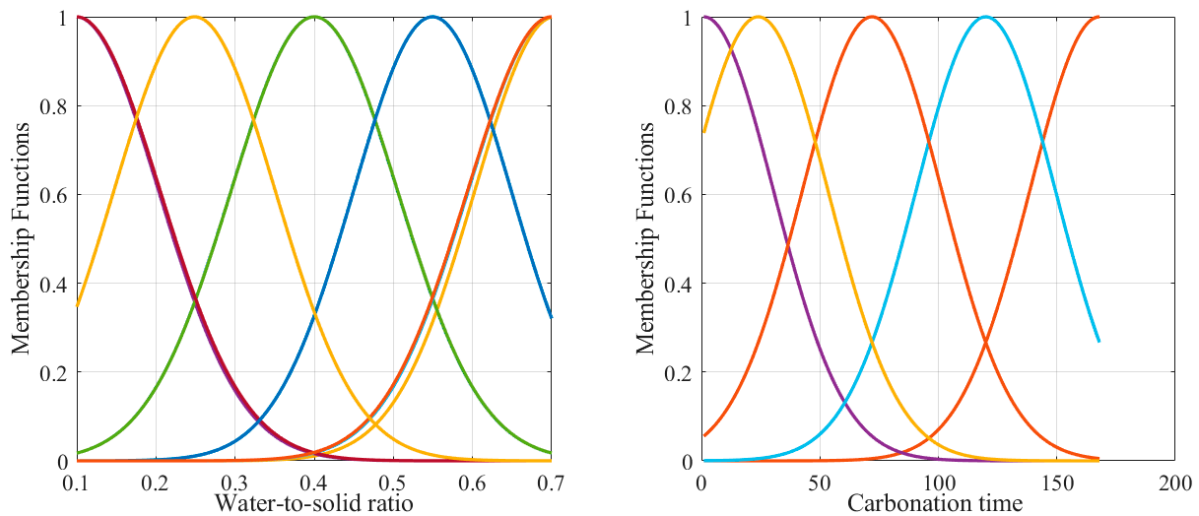 Membership Functions
1
0.8
0.6
0.4
0.2
0
0.1 0.2 0.3 0.4 0.5 0.6 0.7
Water-to-solid ratio
Membership Functions
1
0.8
0.6
0.4
0.2
0
0 50 100 150 200
Carbonation time